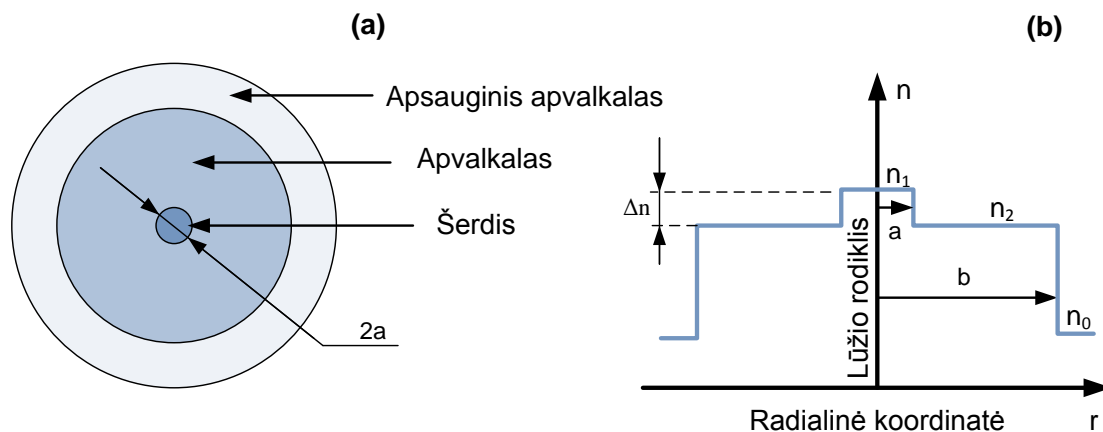 (a)
Apsauginis apvalkalas
Apvalkalas
Šerdis
2a
(b)
n
n₁
Δn
n₂
a
b
n₀
Lūžio rodiklis
Radialinė koordinatė
r